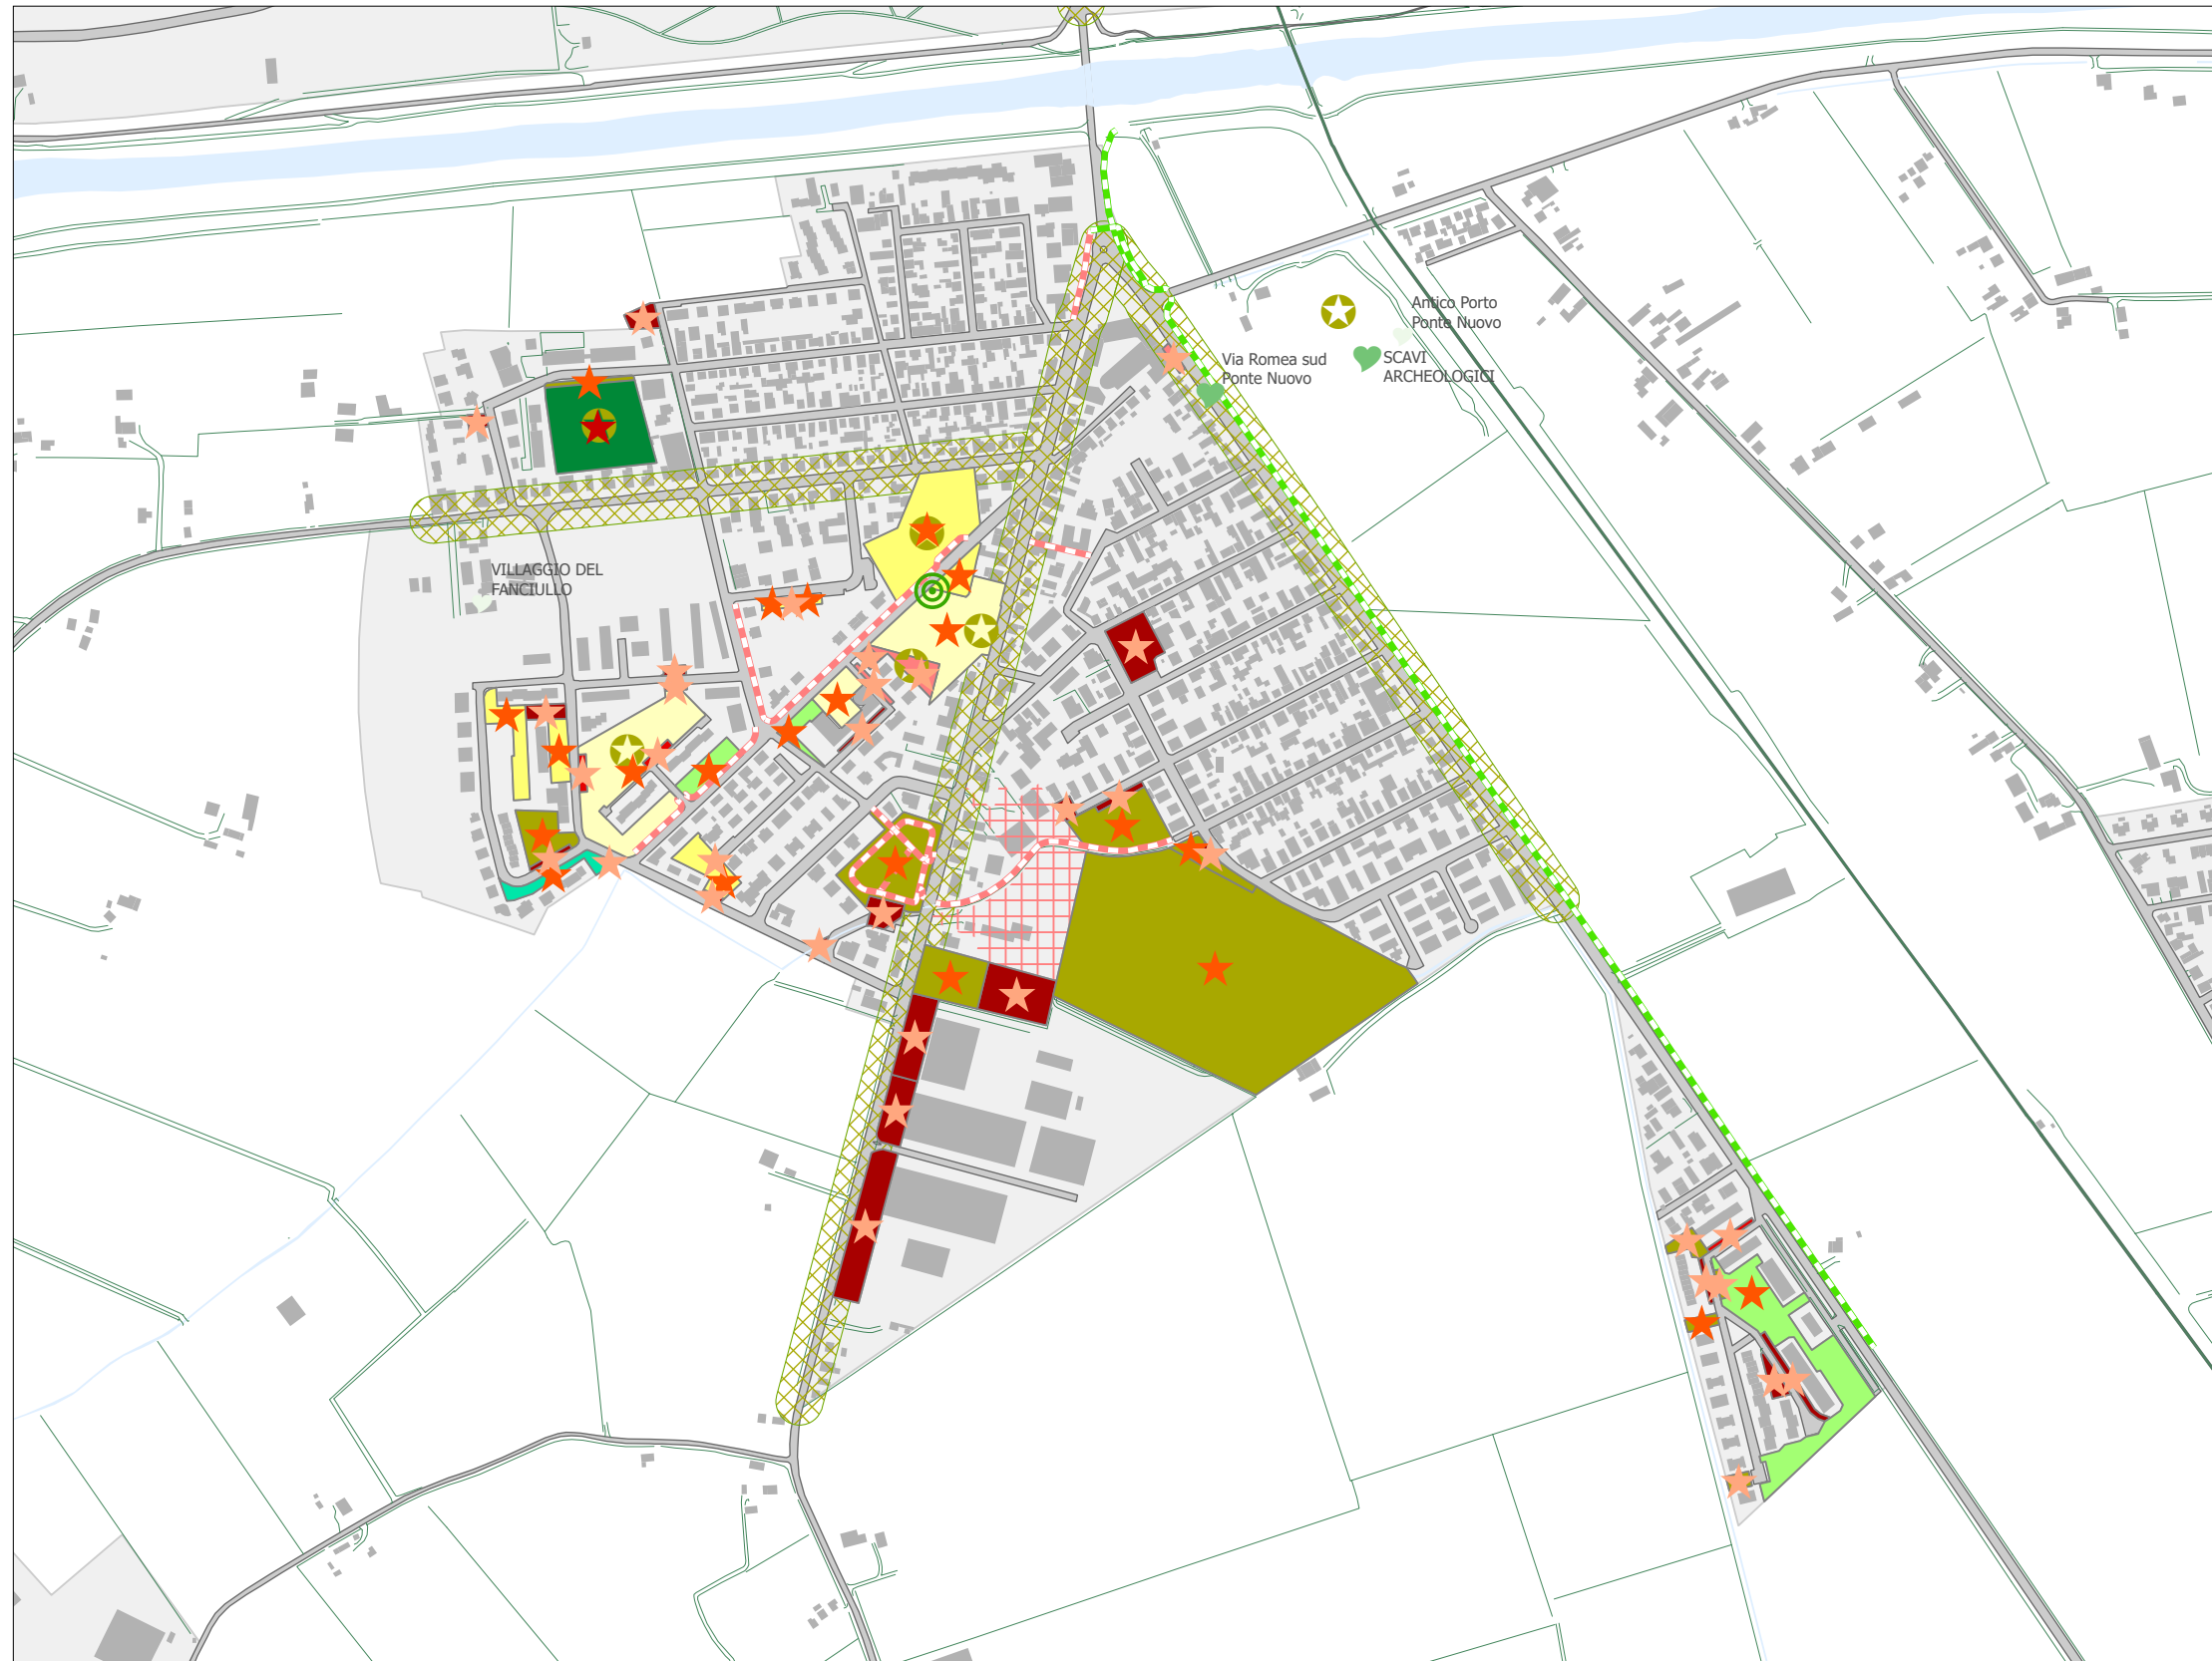 Antico Porto
Ponte Nuovo
Via Romea sud
Ponte Nuovo
SCAVI
ARCHEOLOGICI
VILLAGGIO DEL
FANCIULLO